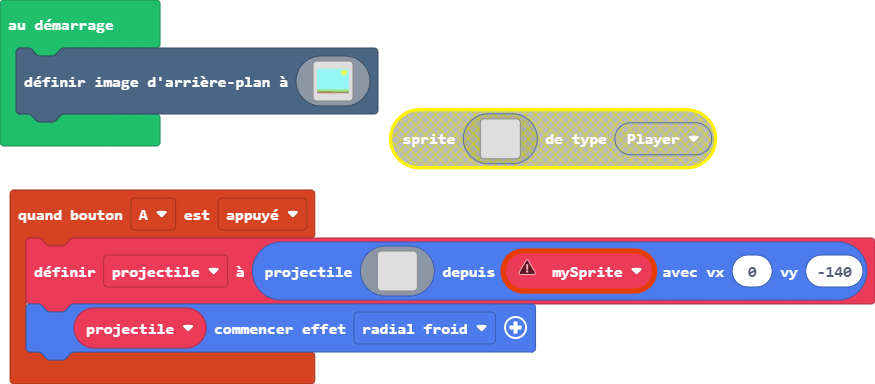 au démarrage
définir image d'arrière-plan à
sprite de type Player
quand bouton A est appuyé
définir projectile à projectile depuis mySprite avec vx 0 vy -140
projectile commencer effet radial froid